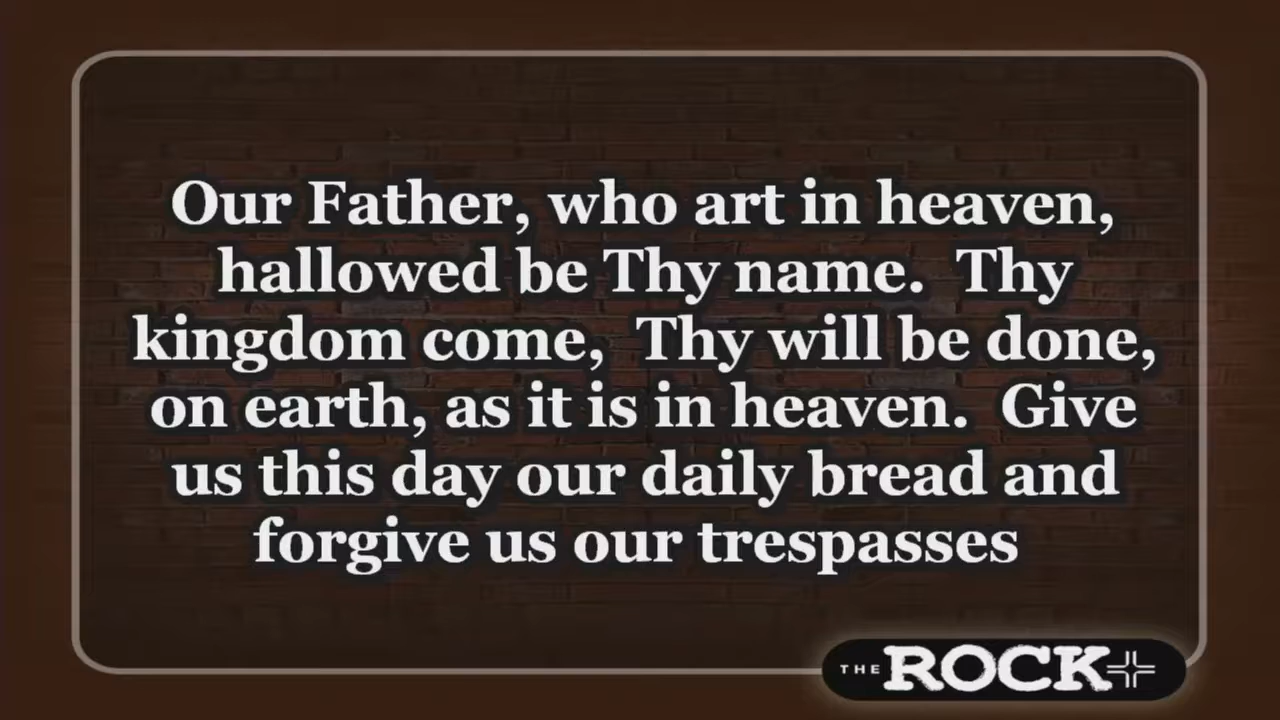 Our Father, who art in heaven,
hallowed be Thy name.  Thy
kingdom come,  Thy will be done,
on earth, as it is in heaven.  Give
us this day our daily bread and
forgive us our trespasses
THE ROCK